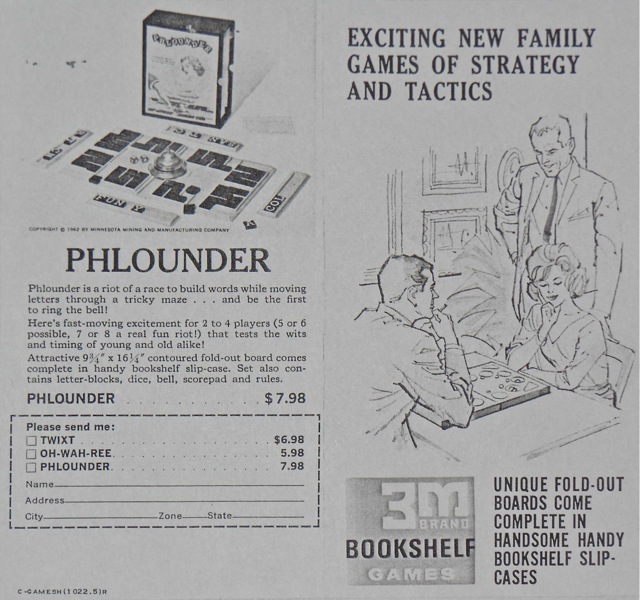 PHLOUNDER
FUN Y
COL
COPYRIGHT © 1962 BY MINNESOTA MINING AND MANUFACTURING COMPANY
PHLOUNDER
Phlounder is a riot of a race to build words while moving
letters through a tricky maze . . . and be the first
to ring the bell!
Here's fast-moving excitement for 2 to 4 players (5 or 6
possible, 7 or 8 a real fun riot!) that tests the wits
and timing of young and old alike!
Attractive 9¾" x 16¼" contoured fold-out board comes
complete in handy bookshelf slip-case. Set also con-
tains letter-blocks, dice, bell, scorepad and rules.
PHLOUNDER . . . . . . . . . . . . . $7.98
Please send me:
TWIXT . . . . . . . . . . . . . . . . . . . . $6.98
OH-WAH-REE. . . . . . . . . . . . . . . . 5.98
PHLOUNDER. . . . . . . . . . . . . . . . 7.98
Name
Address
City Zone State
C-GAMESH(1022.5)R
EXCITING NEW FAMILY
GAMES OF STRATEGY
AND TACTICS
3M
BRAND
BOOKSHELF
GAMES
UNIQUE FOLD-OUT
BOARDS COME
COMPLETE IN
HANDSOME HANDY
BOOKSHELF SLIP-
CASES